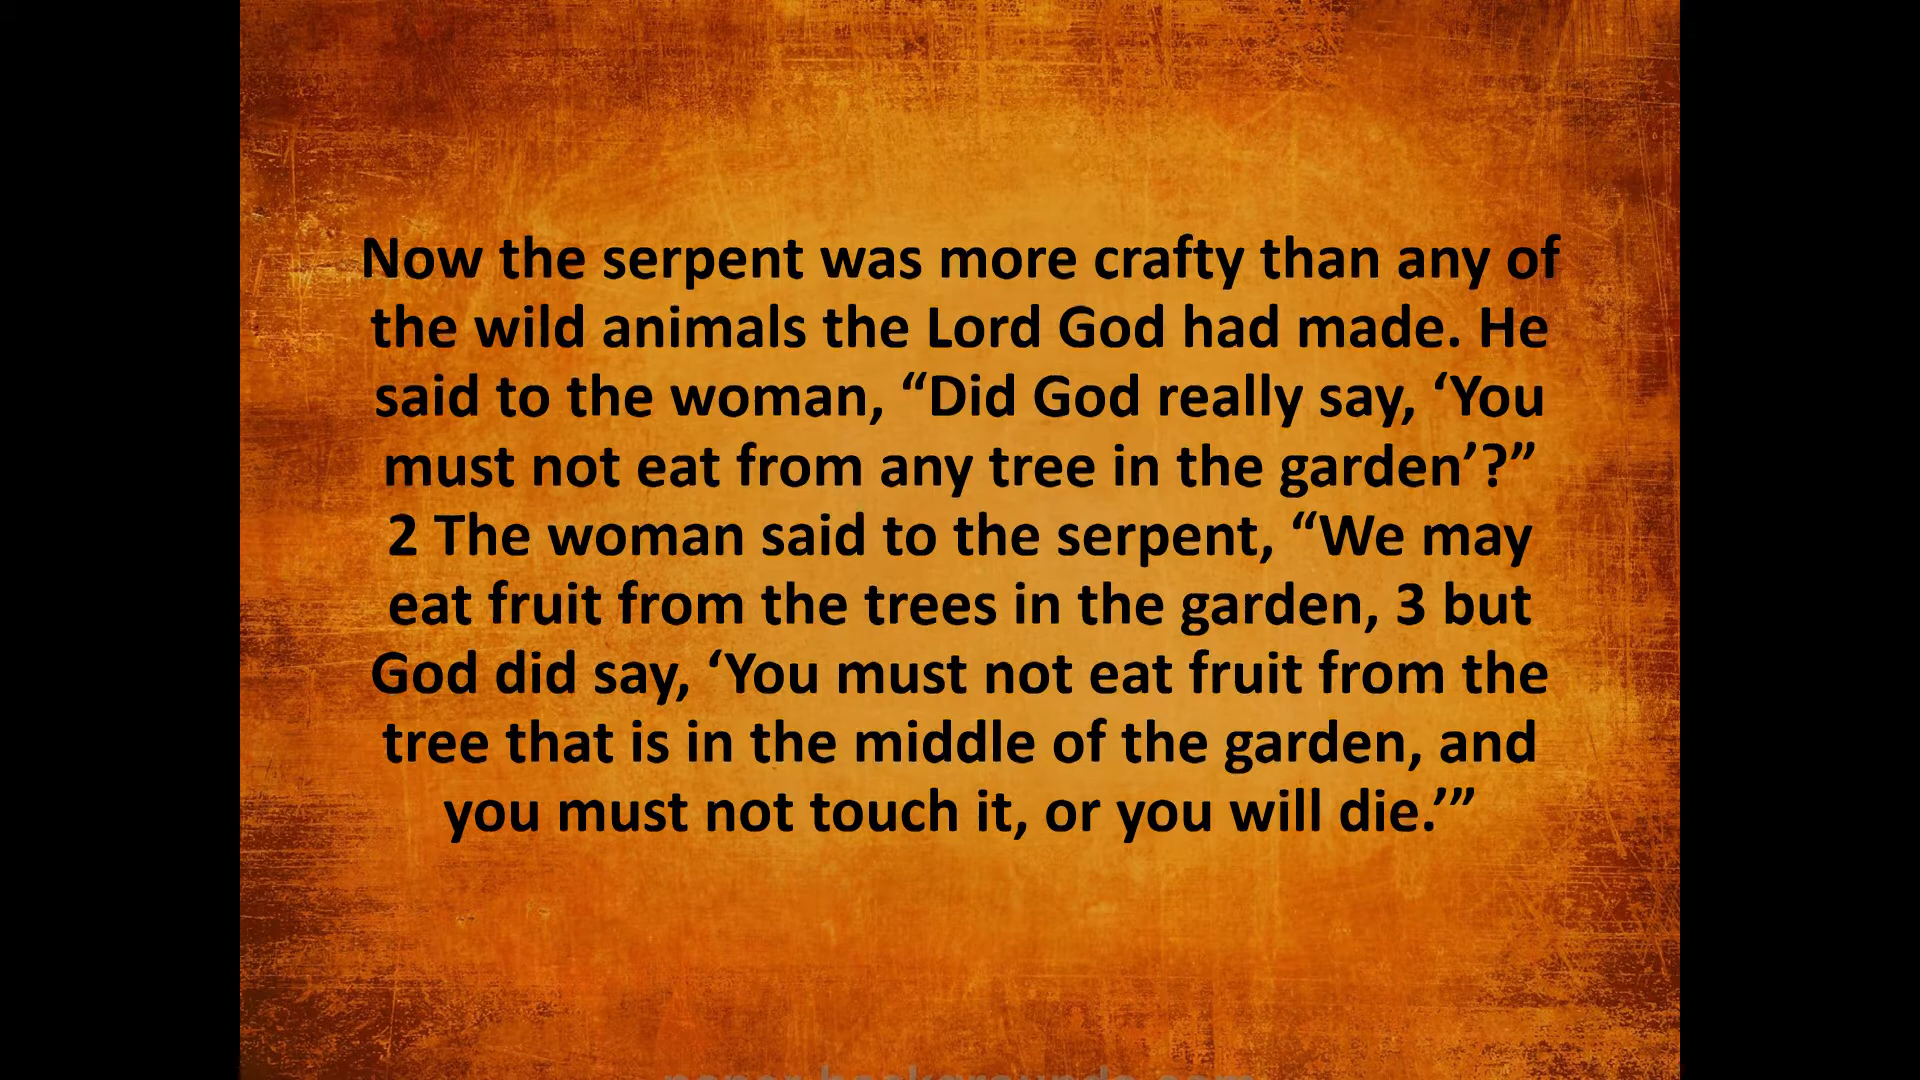 Now the serpent was more crafty than any of
the wild animals the Lord God had made. He
said to the woman, “Did God really say, ‘You
must not eat from any tree in the garden’?”
2 The woman said to the serpent, “We may
eat fruit from the trees in the garden, 3 but
God did say, ‘You must not eat fruit from the
tree that is in the middle of the garden, and
you must not touch it, or you will die.’”